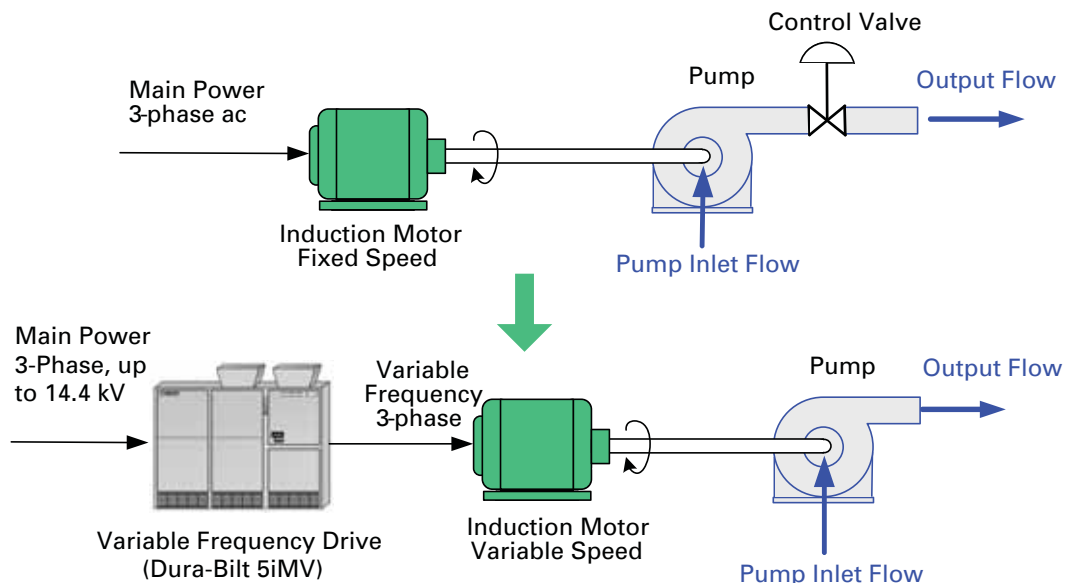 Control Valve
Pump
Output Flow
Main Power
3-phase ac
Induction Motor
Fixed Speed
Pump Inlet Flow
Main Power
3-Phase, up
to 14.4 kV
Variable
Frequency
3-phase
Pump
Output Flow
Variable Frequency Drive
(Dura-Bilt 5iMV)
Induction Motor
Variable Speed
Pump Inlet Flow